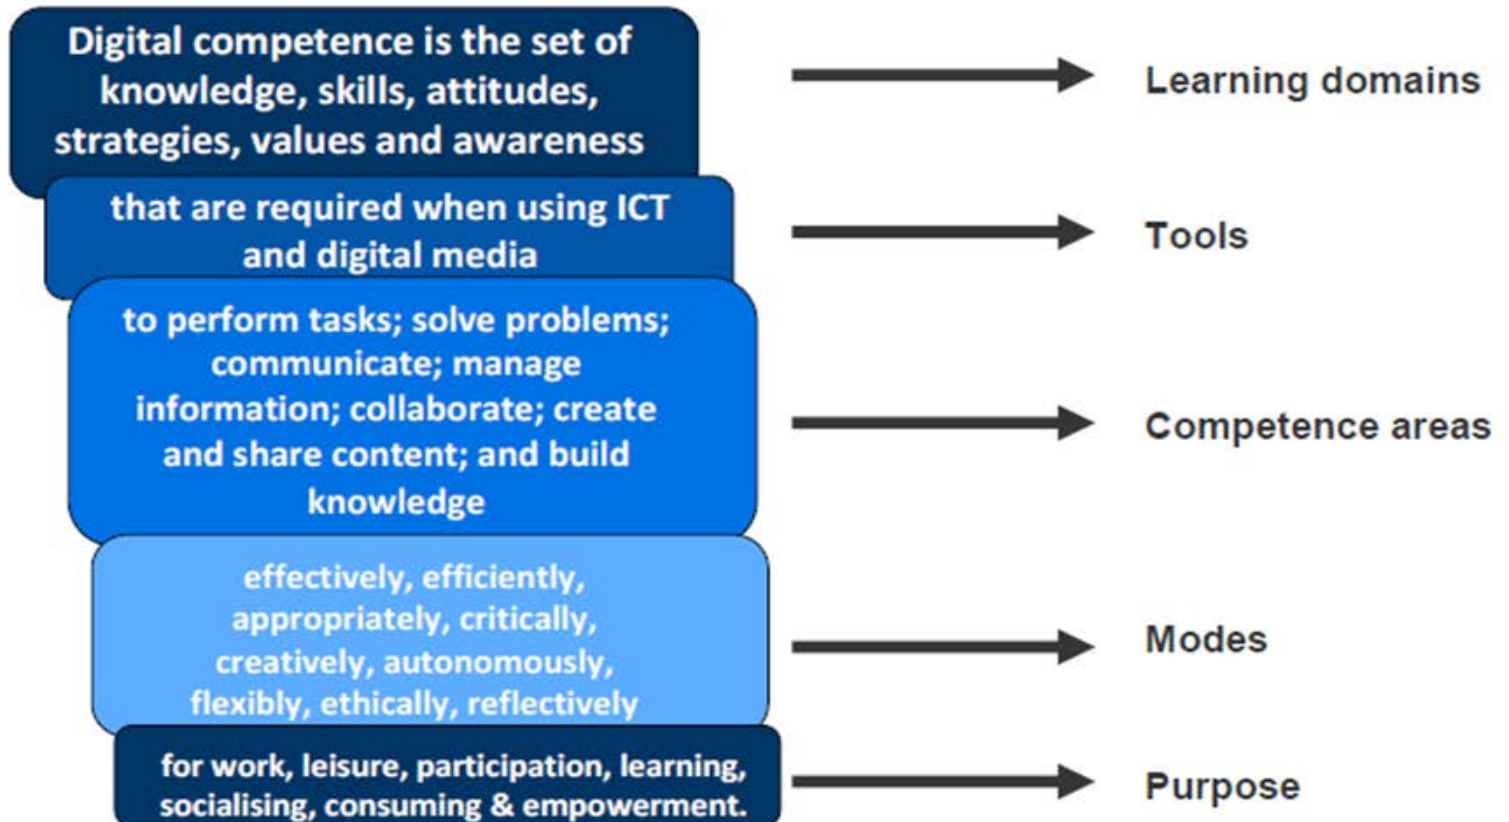 Digital competence is the set of
knowledge, skills, attitudes,
strategies, values and awareness
Learning domains
that are required when using ICT
and digital media
Tools
to perform tasks; solve problems;
communicate; manage
information; collaborate; create
and share content; and build
knowledge
Competence areas
effectively, efficiently,
appropriately, critically,
creatively, autonomously,
flexibly, ethically, reflectively
Modes
for work, leisure, participation, learning,
socialising, consuming & empowerment.
Purpose